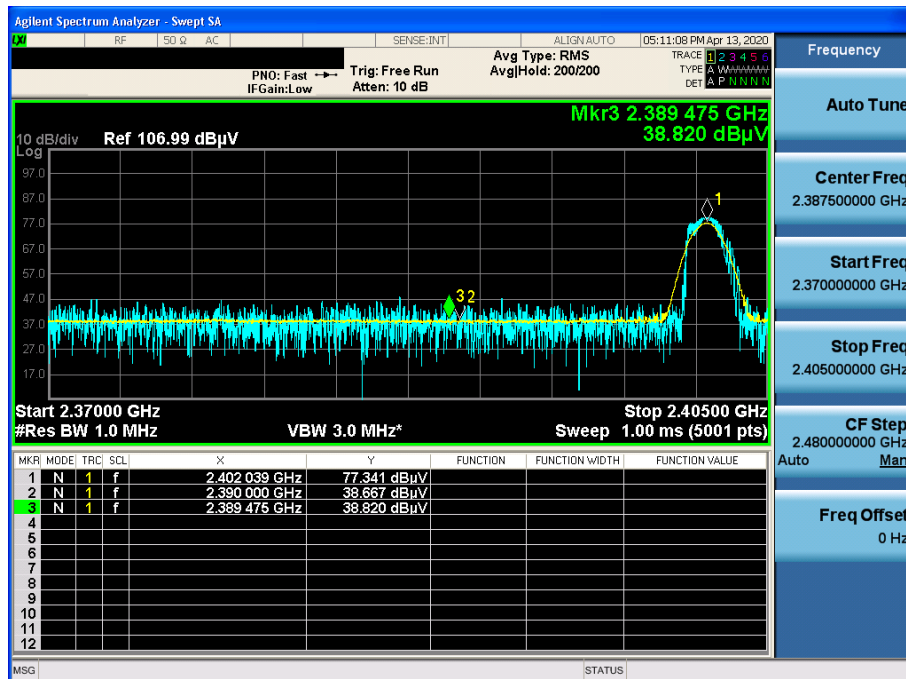 Agilent Spectrum Analyzer - Swept SA
LXI RF 50 Ω AC SENSE:INT ALIGN AUTO 05:11:08 PM Apr 13, 2020
Frequency
PNO: Fast
IFGain:Low
Trig: Free Run
Atten: 10 dB
Avg Type: RMS
Avg|Hold: 200/200
TRACE 1 2 3 4 5 6
TYPE A W W W W W
DET A P N N N N
Mkr3 2.389 475 GHz
38.820 dBµV
10 dB/div Ref 106.99 dBµV
Log
97.0
87.0
77.0
67.0
57.0
47.0
37.0
27.0
17.0
1
3 2
Start 2.37000 GHz Stop 2.40500 GHz
#Res BW 1.0 MHz VBW 3.0 MHz* Sweep 1.00 ms (5001 pts)
MKR MODE TRC SCL X Y FUNCTION FUNCTION WIDTH FUNCTION VALUE
1 N 1 f 2.402 039 GHz 77.341 dBµV
2 N 1 f 2.390 000 GHz 38.667 dBµV
3 N 1 f 2.389 475 GHz 38.820 dBµV
4
5
6
7
8
9
10
11
12
MSG STATUS
Auto Tune
Center Freq
2.387500000 GHz
Start Freq
2.370000000 GHz
Stop Freq
2.405000000 GHz
CF Step
2.480000000 GHz
Auto Man
Freq Offset
0 Hz